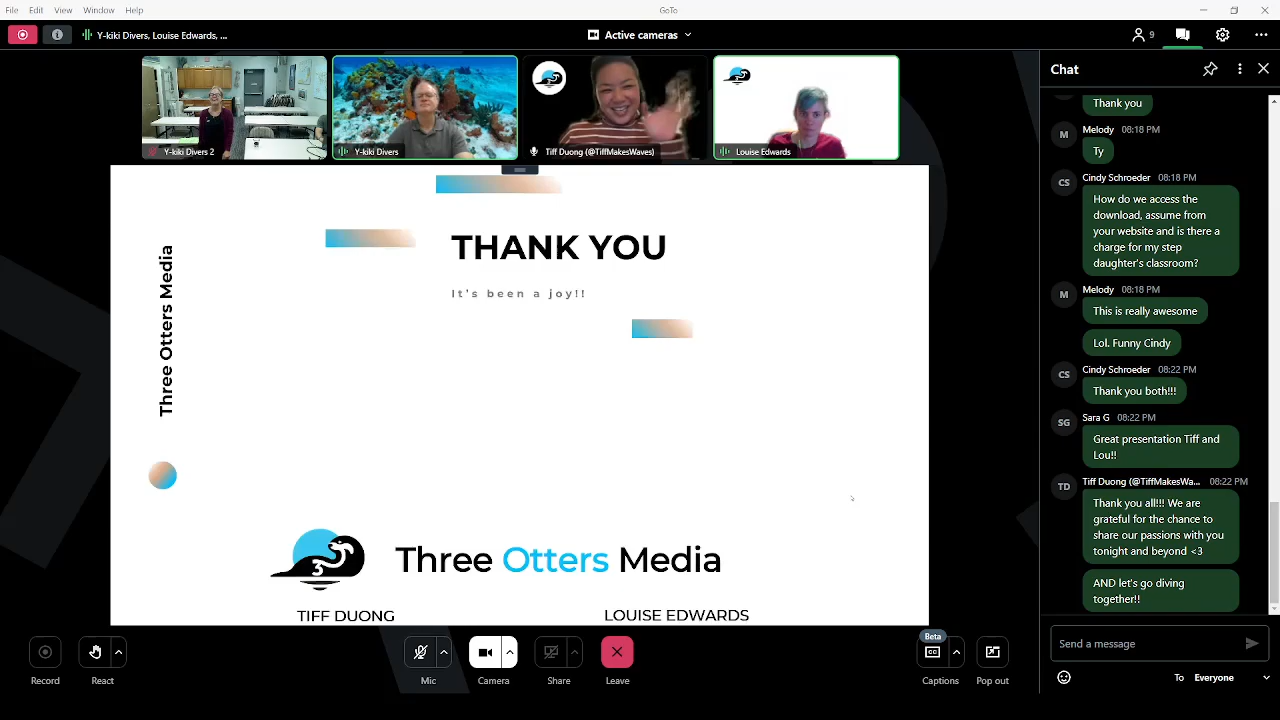 File Edit View Window Help
GoTo
Y-kiki Divers, Louise Edwards, ...
Active cameras
9
Y-kiki Divers 2
Y-kiki Divers
Tiff Duong (@TiffMakesWaves)
Louise Edwards
Three Otters Media
THANK YOU
It's been a joy!!
3
Three Otters Media
TIFF DUONG
LOUISE EDWARDS
Record
React
Mic
Camera
Share
Leave
Beta
CC
Captions
Pop out
Chat
Thank you
M
Melody 08:18 PM
Ty
CS
Cindy Schroeder 08:18 PM
How do we access the
download, assume from
your website and is there a
charge for my step
daughter's classroom?
M
Melody 08:18 PM
This is really awesome
Lol. Funny Cindy
CS
Cindy Schroeder 08:22 PM
Thank you both!!!
SG
Sara G 08:22 PM
Great presentation Tiff and
Lou!!
TD
Tiff Duong (@TiffMakesWa... 08:22 PM
Thank you all!!! We are
grateful for the chance to
share our passions with you
tonight and beyond <3
AND let's go diving
together!!
Send a message
To Everyone